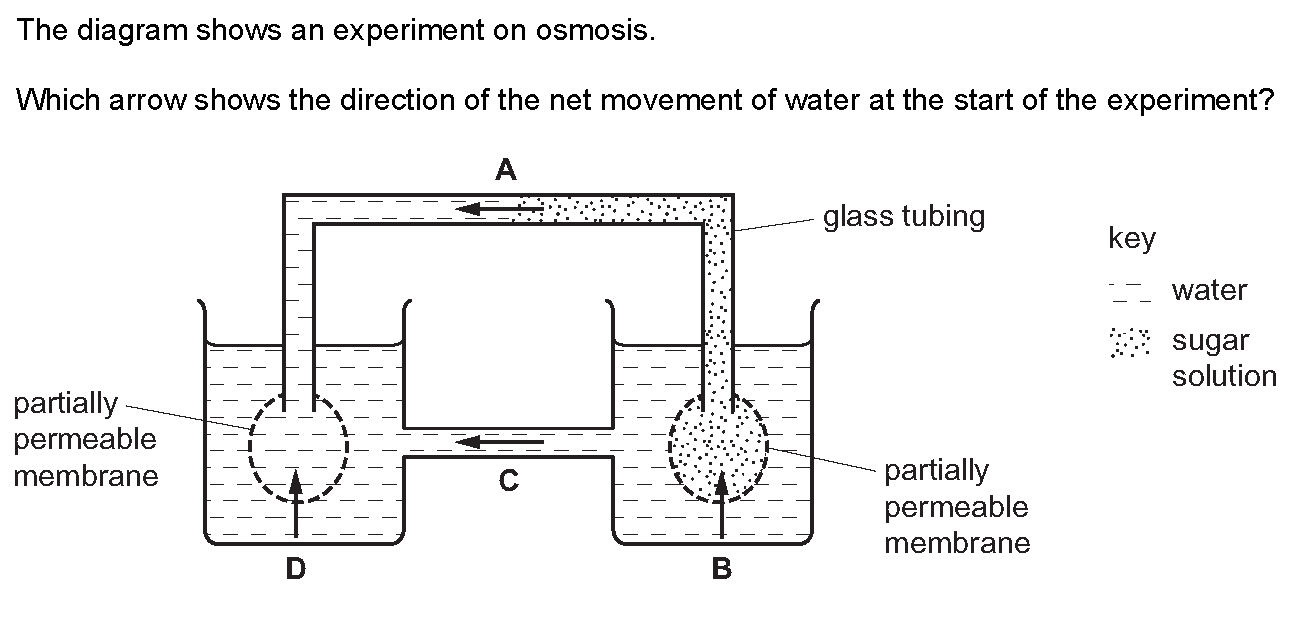 The diagram shows an experiment on osmosis.
Which arrow shows the direction of the net movement of water at the start of the experiment?
A
glass tubing
key
water
sugar
solution
partially
permeable
membrane
C
partially
permeable
membrane
D
B